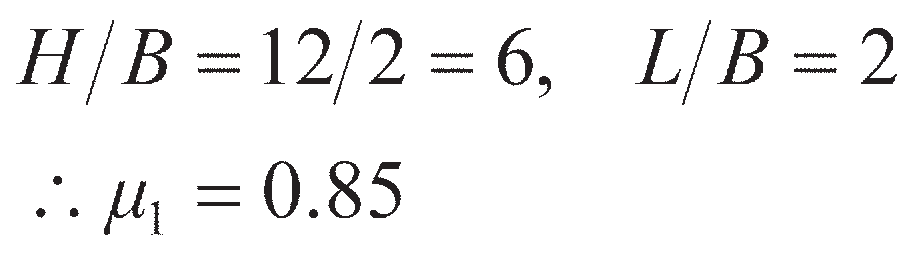 H/B = 12/2 = 6, L/B = 2
∴ μ₁ = 0.85